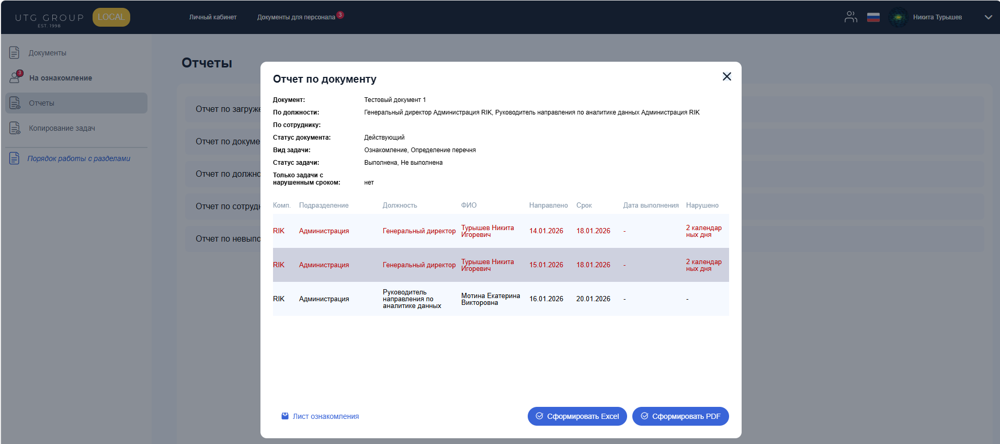 UTG GROUP
EST. 1998
LOCAL
Личный кабинет
Документы для персонала
3
Никита Турышев
Документы
3
На ознакомление
Отчеты
Копирование задач
Порядок работы с разделами
Отчеты
Отчет по загруже
Отчет по докуме
Отчет по должно
Отчет по сотрудн
Отчет по невыпо
Отчет по документу
Документ: Тестовый документ 1
По должности: Генеральный директор Администрация RIK, Руководитель направления по аналитике данных Администрация RIK
По сотруднику:
Статус документа: Действующий
Вид задачи: Ознакомление, Определение перечня
Статус задачи: Выполнена, Не выполнена
Только задачи с
нарушенным сроком: нет
Комп. Подразделение Должность ФИО Направлено Срок Дата выполнения Нарушено
RIK Администрация Генеральный директор Турышев Никита Игоревич 14.01.2026 18.01.2026 - 2 календар ных дня
RIK Администрация Генеральный директор Турышев Никита Игоревич 15.01.2026 18.01.2026 - 2 календар ных дня
RIK Администрация Руководитель направления по аналитике данных Мотина Екатерина Викторовна 16.01.2026 20.01.2026 - -
Лист ознакомления
Сформировать Excel
Сформировать PDF